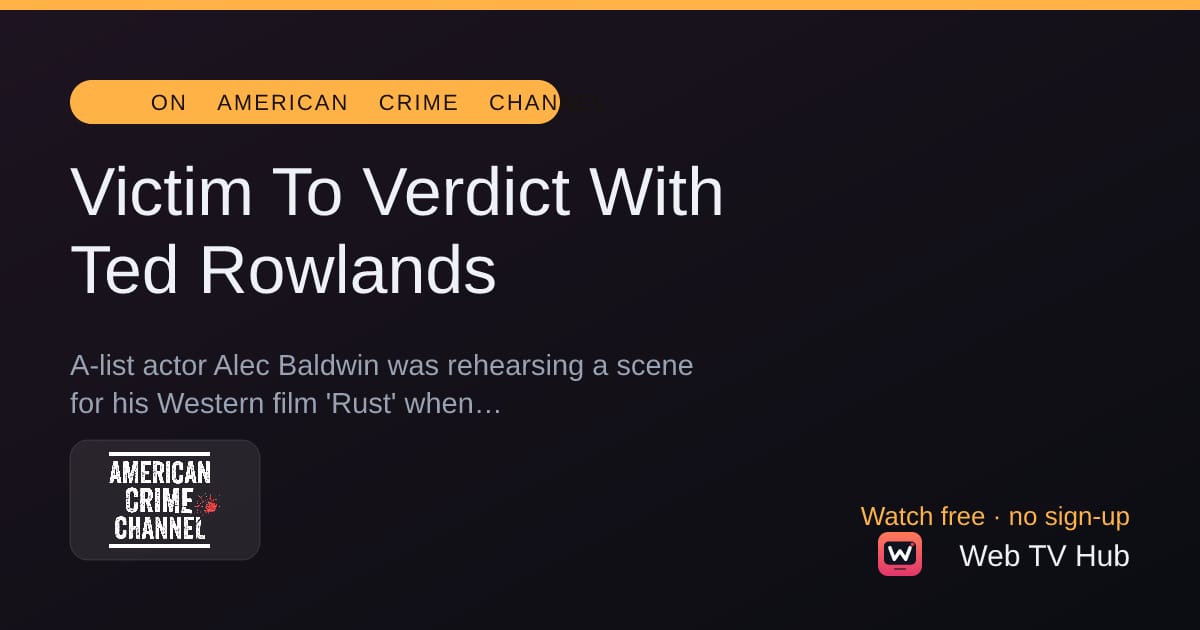 ON AMERICAN CRIME CHANNEL
Victim To Verdict With
Ted Rowlands
A-list actor Alec Baldwin was rehearsing a scene
for his Western film 'Rust' when…
AMERICAN
CRIME
CHANNEL
Watch free · no sign-up
W
Web TV Hub